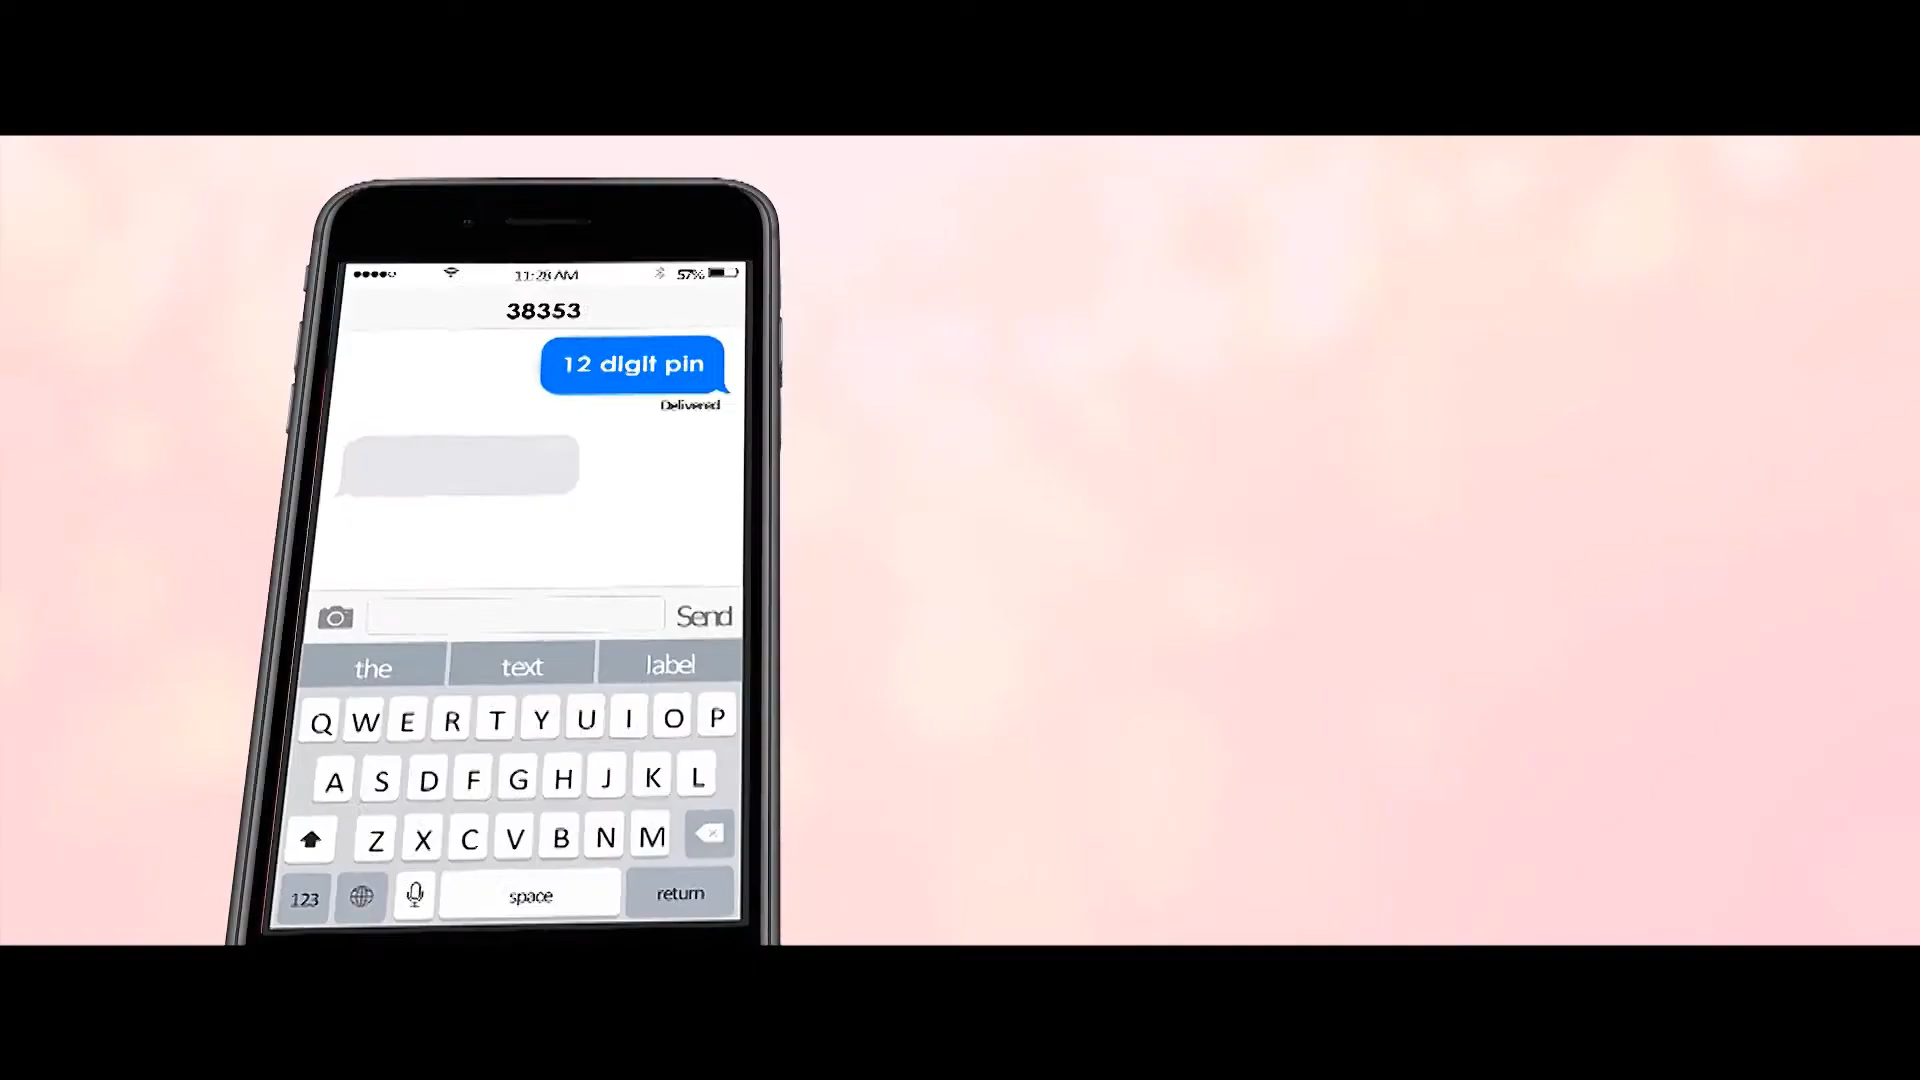 11:28 AM
57%
38353
12 digit pin
Delivered
Send
the text label
Q W E R T Y U I O P
A S D F G H J K L
Z X C V B N M
123 space return